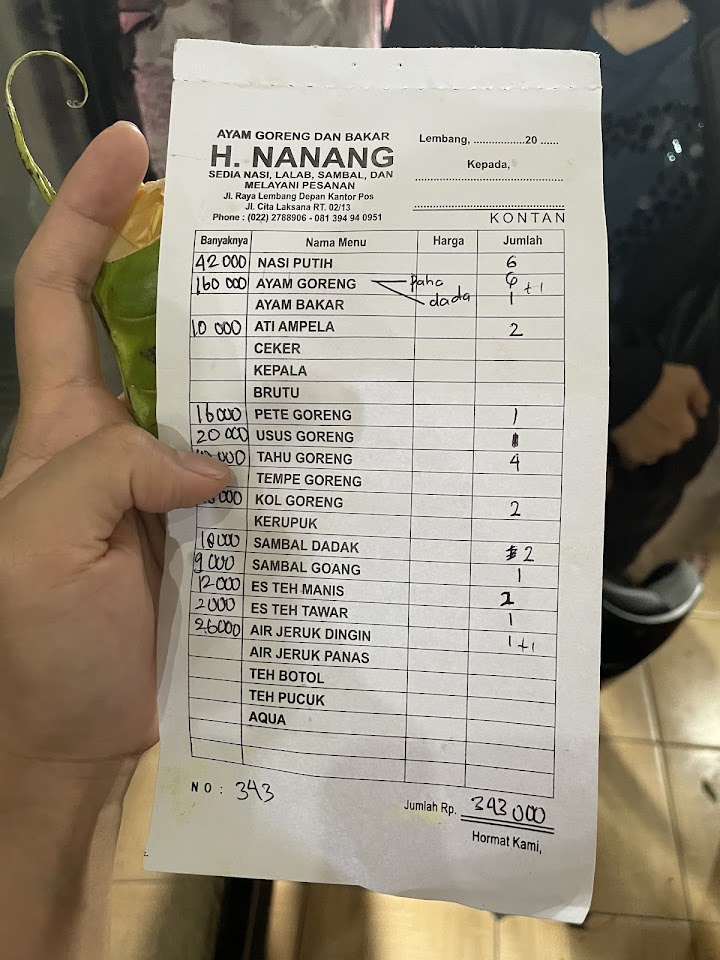 AYAM GORENG DAN BAKAR
H. NANANG
SEDIA NASI, LALAB, SAMBAL, DAN
MELAYANI PESANAN
Jl. Raya Lembang Depan Kantor Pos
Jl. Cita Laksana RT. 02/13
Phone : (022) 2788906 - 081 394 94 0951
Lembang, .................20 ......
Kepada,
KONTAN
Banyaknya Nama Menu Harga Jumlah
42000 NASI PUTIH 6
160 000 AYAM GORENG paha 6 +1
AYAM BAKAR dada 1
10 000 ATI AMPELA 2
CEKER
KEPALA
BRUTU
16000 PETE GORENG 1
20000 USUS GORENG
TAHU GORENG 4
TEMPE GORENG
KOL GORENG 2
KERUPUK
18000 SAMBAL DADAK 2
9000 SAMBAL GOANG 1
12000 ES TEH MANIS
2000 ES TEH TAWAR 1
26000 AIR JERUK DINGIN 1 +1
AIR JERUK PANAS
TEH BOTOL
TEH PUCUK
AQUA
NO : 343
Jumlah Rp. 343 000
Hormat Kami,